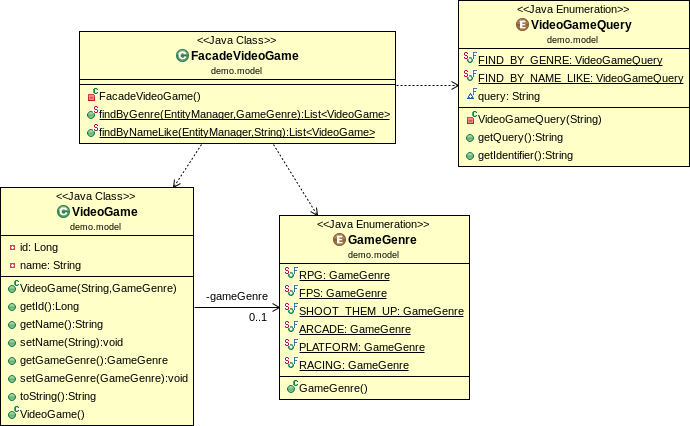 <<Java Class>>
FacadeVideoGame
demo.model
FacadeVideoGame()
findByGenre(EntityManager,GameGenre):List<VideoGame>
findByNameLike(EntityManager,String):List<VideoGame>
<<Java Enumeration>>
VideoGameQuery
demo.model
FIND_BY_GENRE: VideoGameQuery
FIND_BY_NAME_LIKE: VideoGameQuery
query: String
VideoGameQuery(String)
getQuery():String
getIdentifier():String
<<Java Class>>
VideoGame
demo.model
id: Long
name: String
VideoGame(String,GameGenre)
getId():Long
getName():String
setName(String):void
getGameGenre():GameGenre
setGameGenre(GameGenre):void
toString():String
VideoGame()
-gameGenre
0..1
<<Java Enumeration>>
GameGenre
demo.model
RPG: GameGenre
FPS: GameGenre
SHOOT_THEM_UP: GameGenre
ARCADE: GameGenre
PLATFORM: GameGenre
RACING: GameGenre
GameGenre()